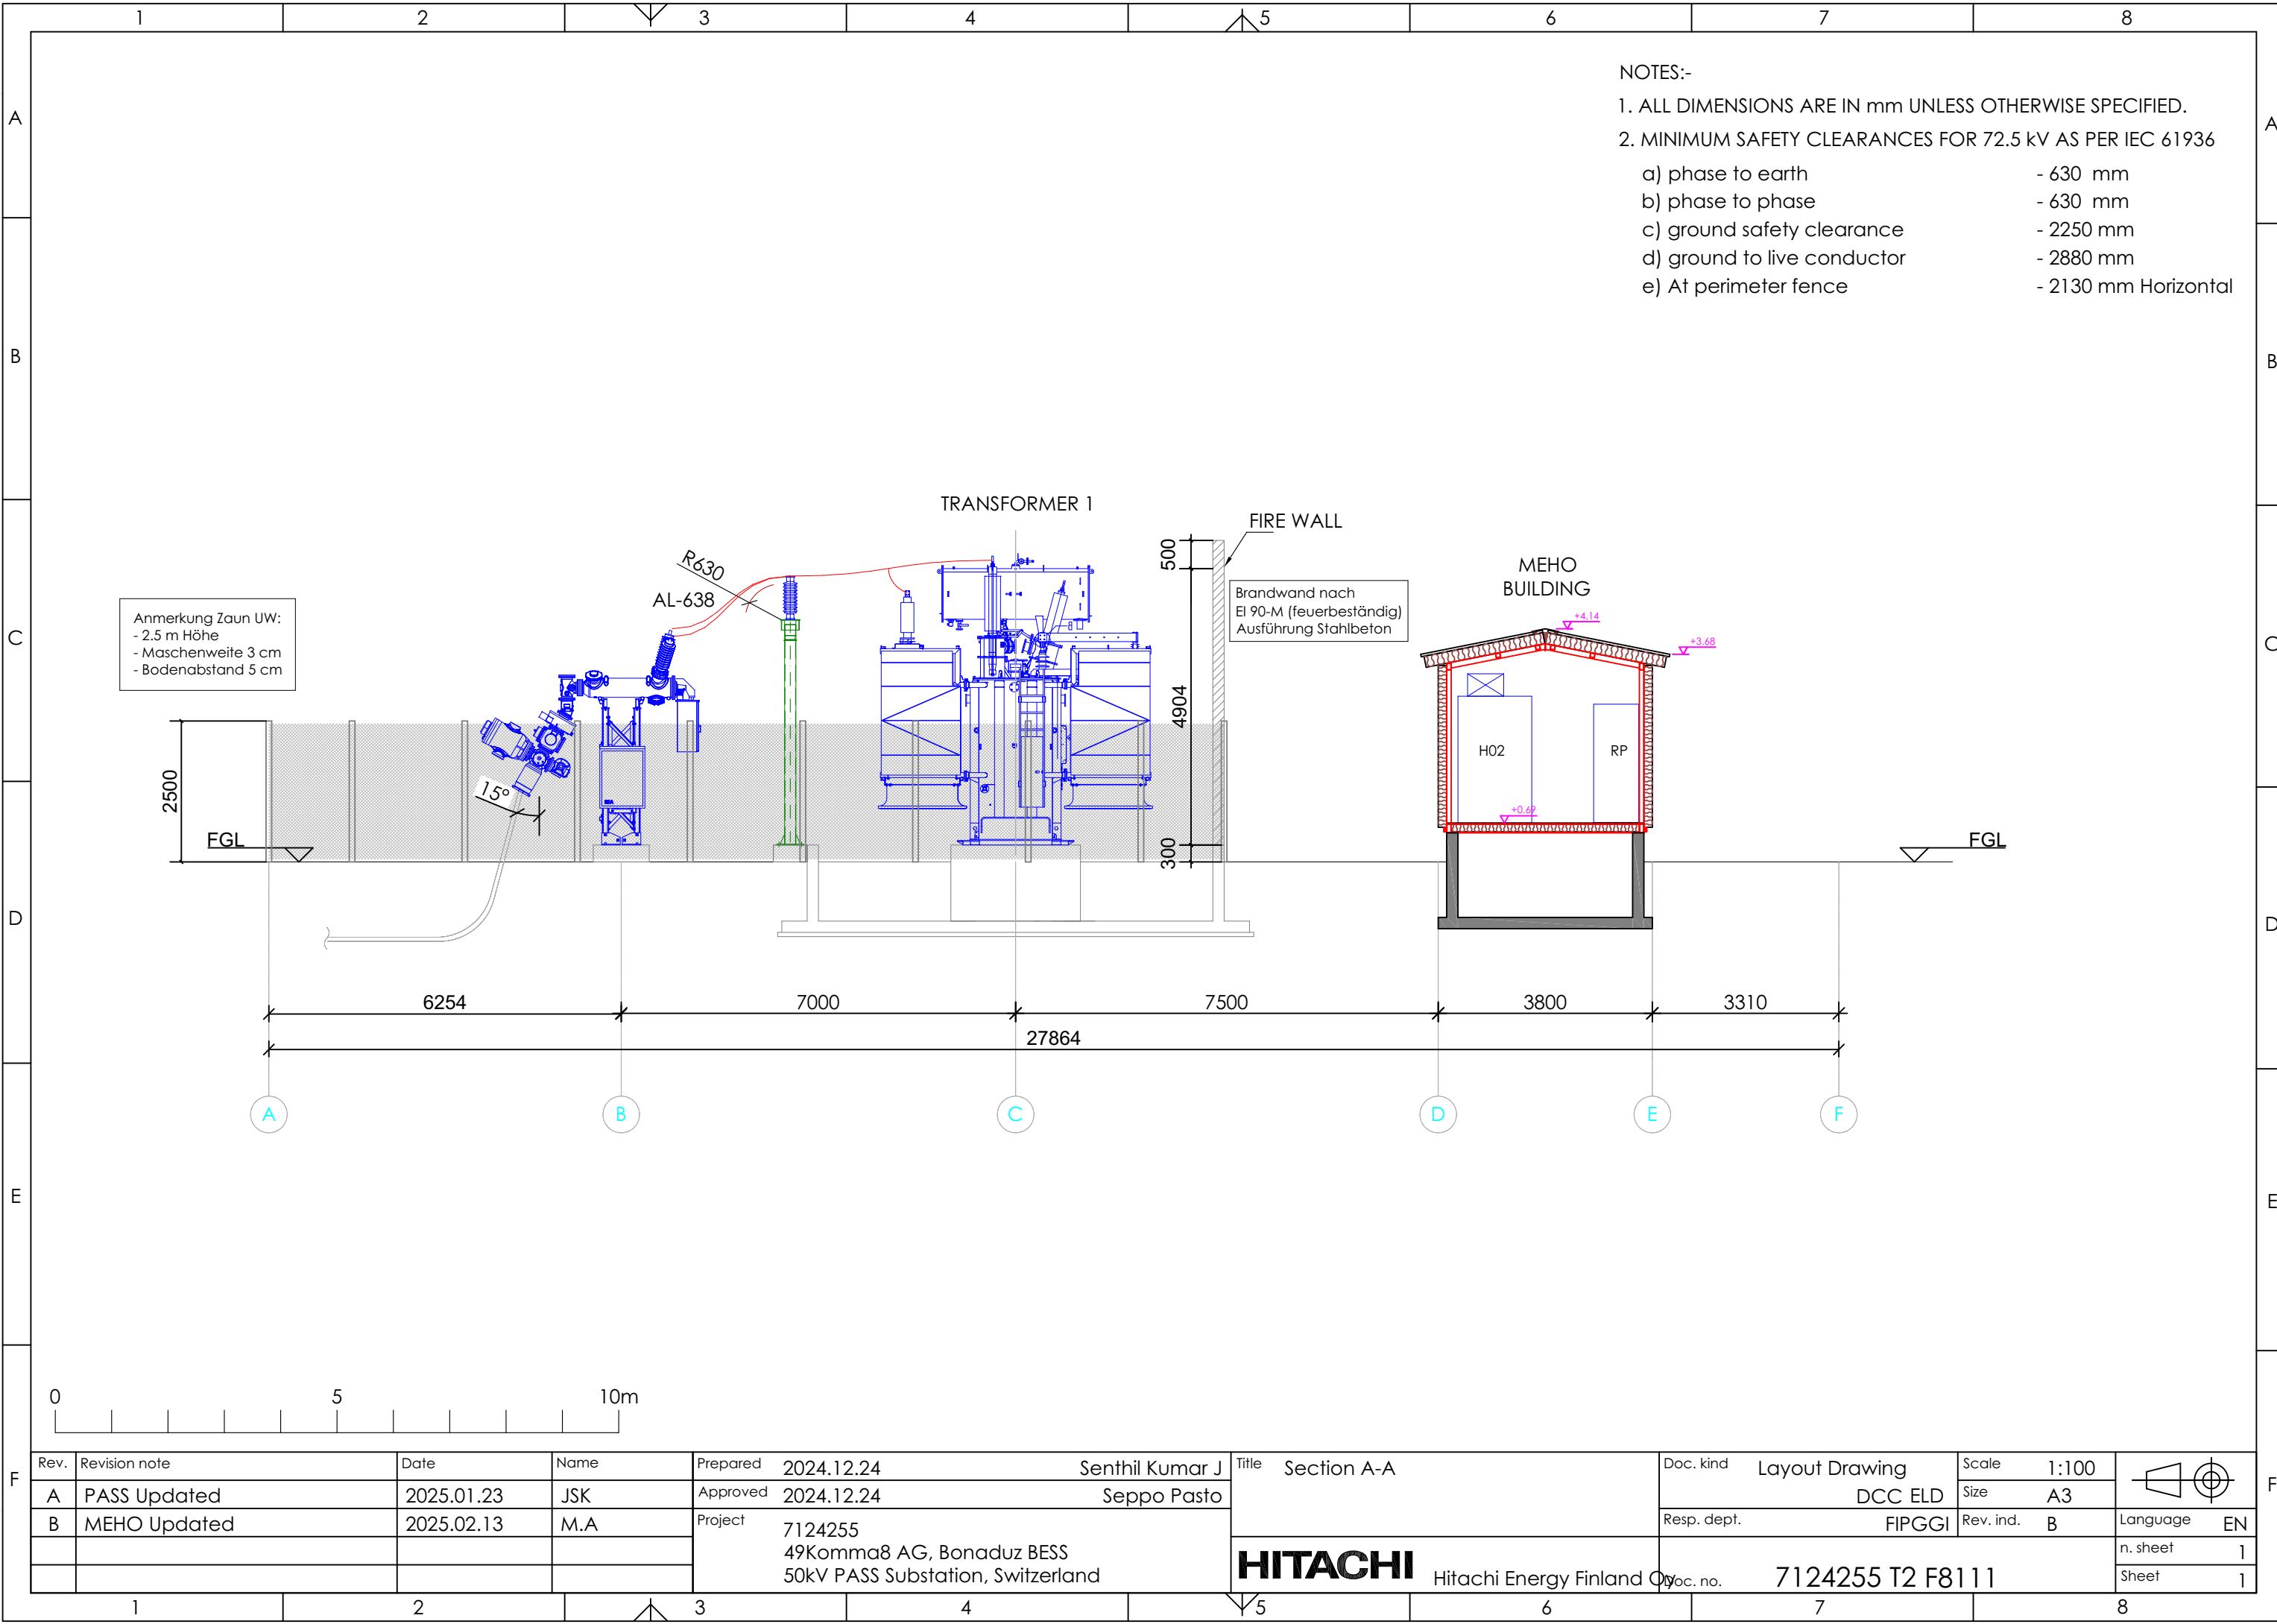 1 2 3 4 5 6 7 8
A A
B B
C C
D D
E E
F F
NOTES:-
1. ALL DIMENSIONS ARE IN mm UNLESS OTHERWISE SPECIFIED.
2. MINIMUM SAFETY CLEARANCES FOR 72.5 kV AS PER IEC 61936
a) phase to earth - 630 mm
b) phase to phase - 630 mm
c) ground safety clearance - 2250 mm
d) ground to live conductor - 2880 mm
e) At perimeter fence - 2130 mm Horizontal
TRANSFORMER 1
FIRE WALL
500
R630
AL-638
MEHO
BUILDING
Brandwand nach
EI 90-M (feuerbeständig)
Ausführung Stahlbeton
Anmerkung Zaun UW:
- 2.5 m Höhe
- Maschenweite 3 cm
- Bodenabstand 5 cm
+4.14
+3.68
4904
H02
RP
2500
15°
+0.69
FGL
300
FGL
6254
7000
7500
3800
3310
27864
A B C D E F
0 5 10m
Rev. Revision note Date Name
A PASS Updated 2025.01.23 JSK
B MEHO Updated 2025.02.13 M.A
Prepared 2024.12.24 Senthil Kumar J
Approved 2024.12.24 Seppo Pasto
Project 7124255
49Komma8 AG, Bonaduz BESS
50kV PASS Substation, Switzerland
Title Section A-A
HITACHI Hitachi Energy Finland Oy
Doc. kind Layout Drawing
DCC ELD
Scale 1:100
Size A3
Resp. dept. FIPGGI
Rev. ind. B
Language EN
Doc. no. 7124255 T2 F8111
n. sheet 1
Sheet 1
1 2 3 4 5 6 7 8